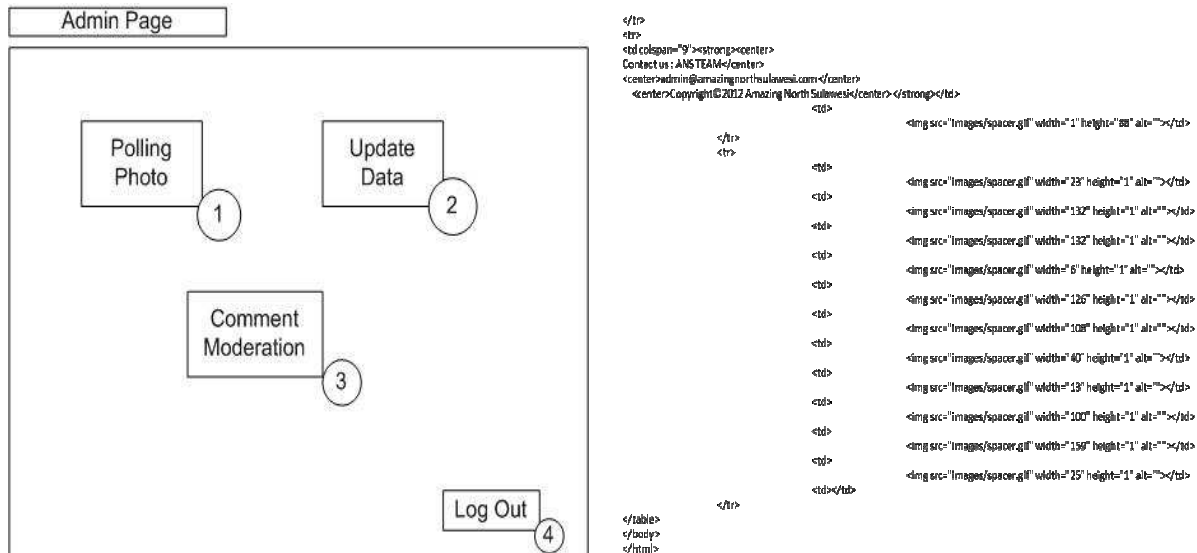 Admin Page
Polling
Photo
1
Update
Data
2
Comment
Moderation
3
Log Out
4
</tr>
<tr>
<td colspan="9"><strong><center>
Contact us : ANS TEAM</center>
<center>admin@amazingnorthsulawesi.com</center>
<center>Copyright©2012 Amazing North Sulawesi</center></strong></td>
<td>
<img src="images/spacer.gif" width="1" height="88" alt=""></td>
</tr>
<tr>
<td>
<img src="images/spacer.gif" width="23" height="1" alt=""></td>
<td>
<img src="images/spacer.gif" width="132" height="1" alt=""></td>
<td>
<img src="images/spacer.gif" width="132" height="1" alt=""></td>
<td>
<img src="images/spacer.gif" width="6" height="1" alt=""></td>
<td>
<img src="images/spacer.gif" width="126" height="1" alt=""></td>
<td>
<img src="images/spacer.gif" width="108" height="1" alt=""></td>
<td>
<img src="images/spacer.gif" width="40" height="1" alt=""></td>
<td>
<img src="images/spacer.gif" width="13" height="1" alt=""></td>
<td>
<img src="images/spacer.gif" width="100" height="1" alt=""></td>
<td>
<img src="images/spacer.gif" width="159" height="1" alt=""></td>
<td>
<img src="images/spacer.gif" width="25" height="1" alt=""></td>
<td></td>
</tr>
</table>
</body>
</html>